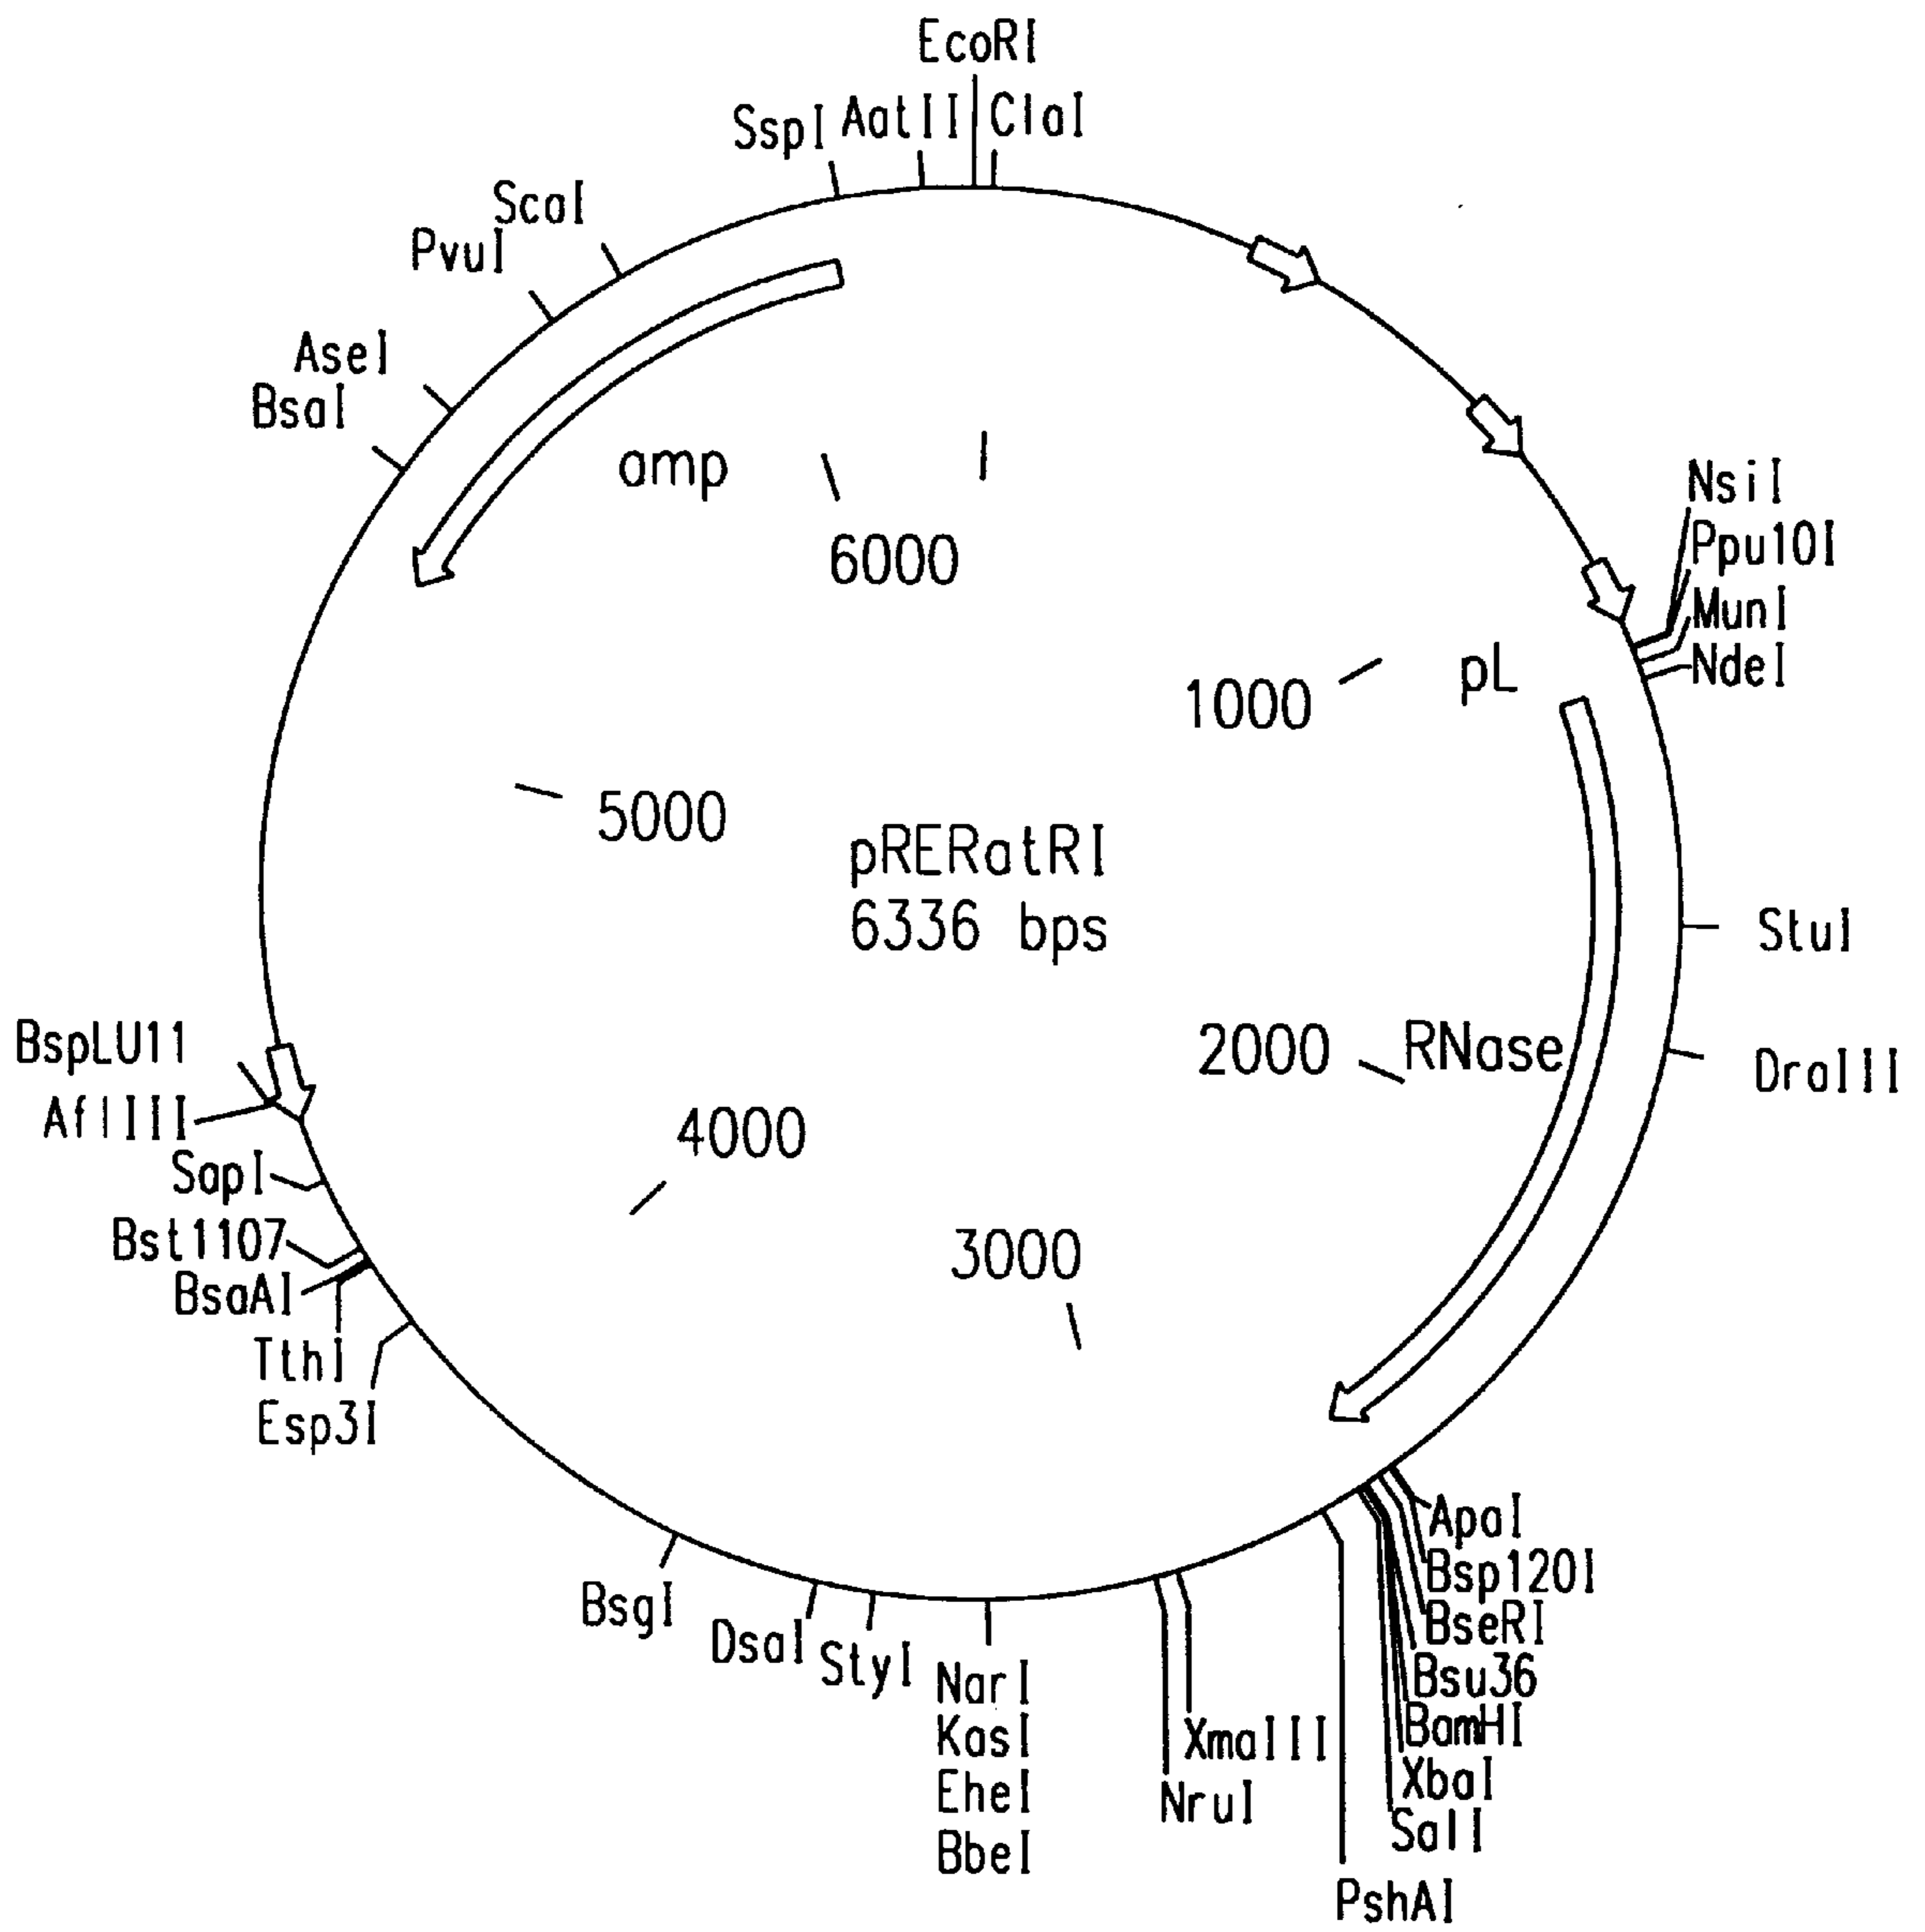 EcoRI
SspI AatII ClaI
ScaI
PvuI
AseI
BsaI
amp
6000
NsiI
Ppu10I
MunI
NdeI
pL
1000
5000
pRERatRI
6336 bps
StuI
DraIII
2000
RNase
BspLU11
AflIII
SapI
Bst1107
BsaAI
TthI
Esp3I
4000
3000
ApaI
Bsp120I
BseRI
Bsu36
BamHI
XbaI
SalI
PshAI
XmaIII
NruI
BsgI
DsaI
StyI
NarI
KasI
EheI
BbeI